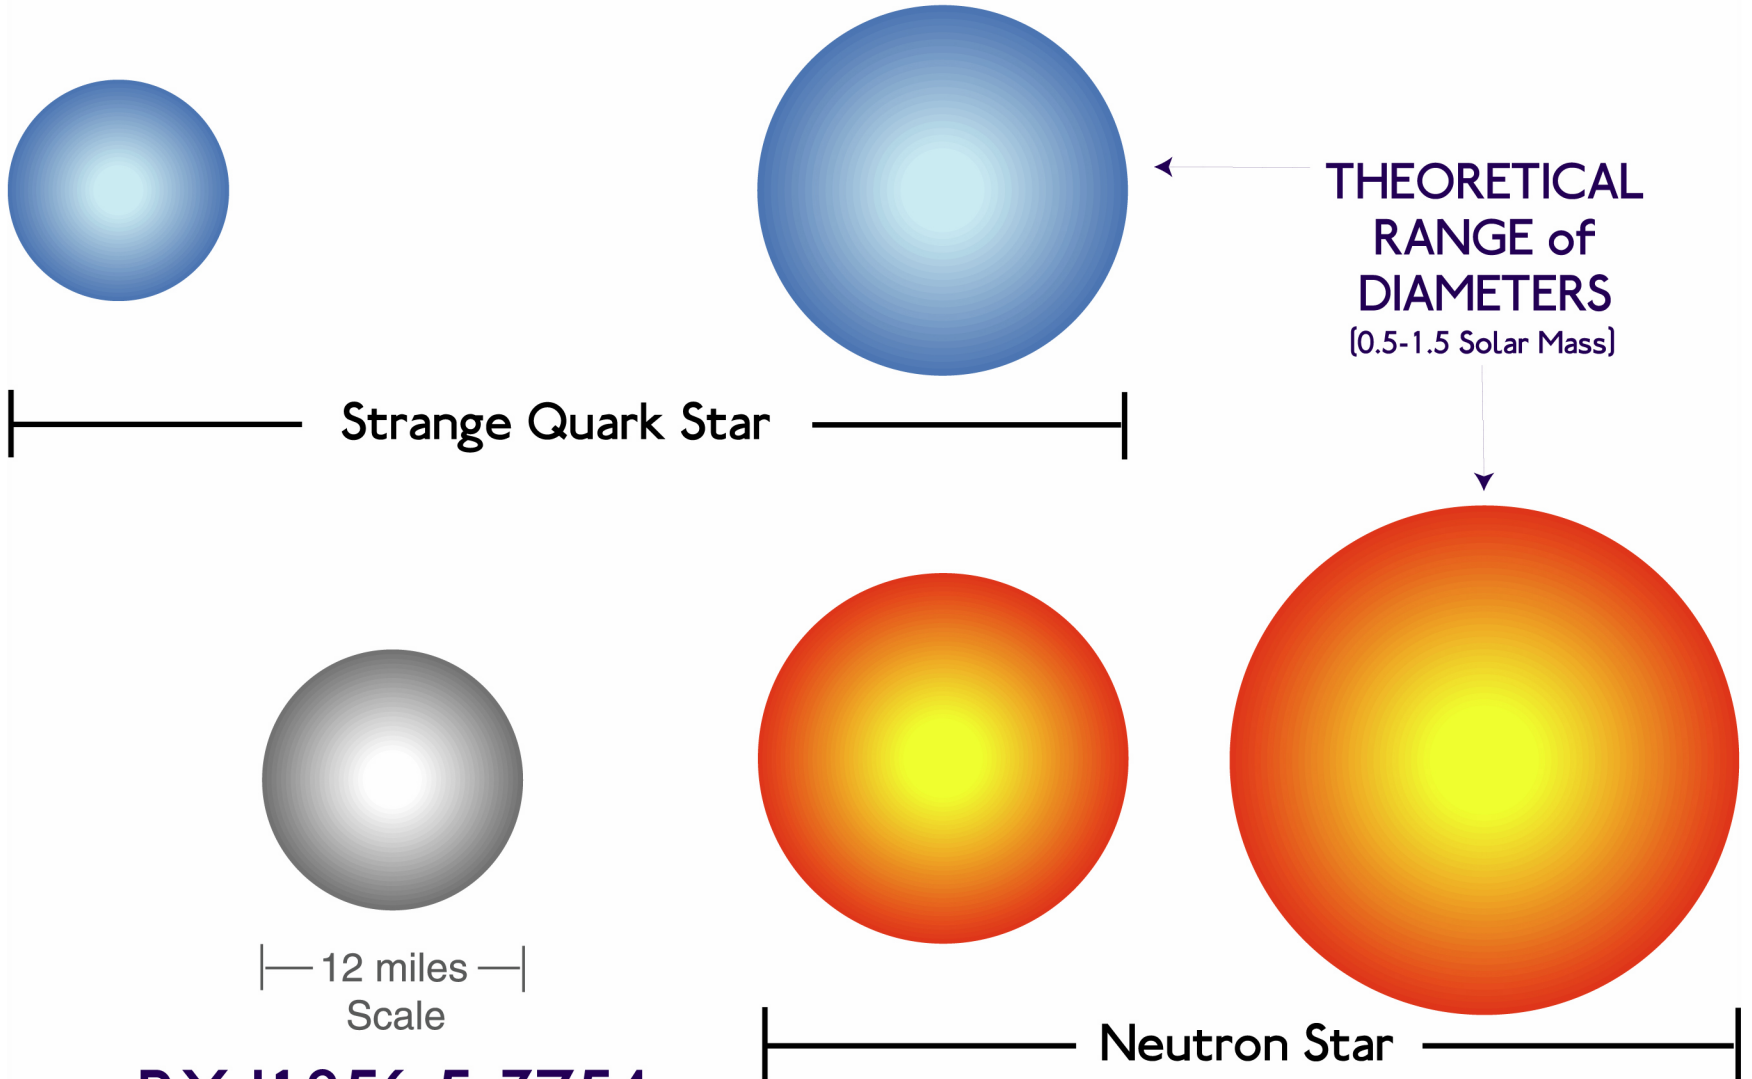 THEORETICAL
RANGE of
DIAMETERS
(0.5-1.5 Solar Mass)
Strange Quark Star
12 miles
Scale
Neutron Star